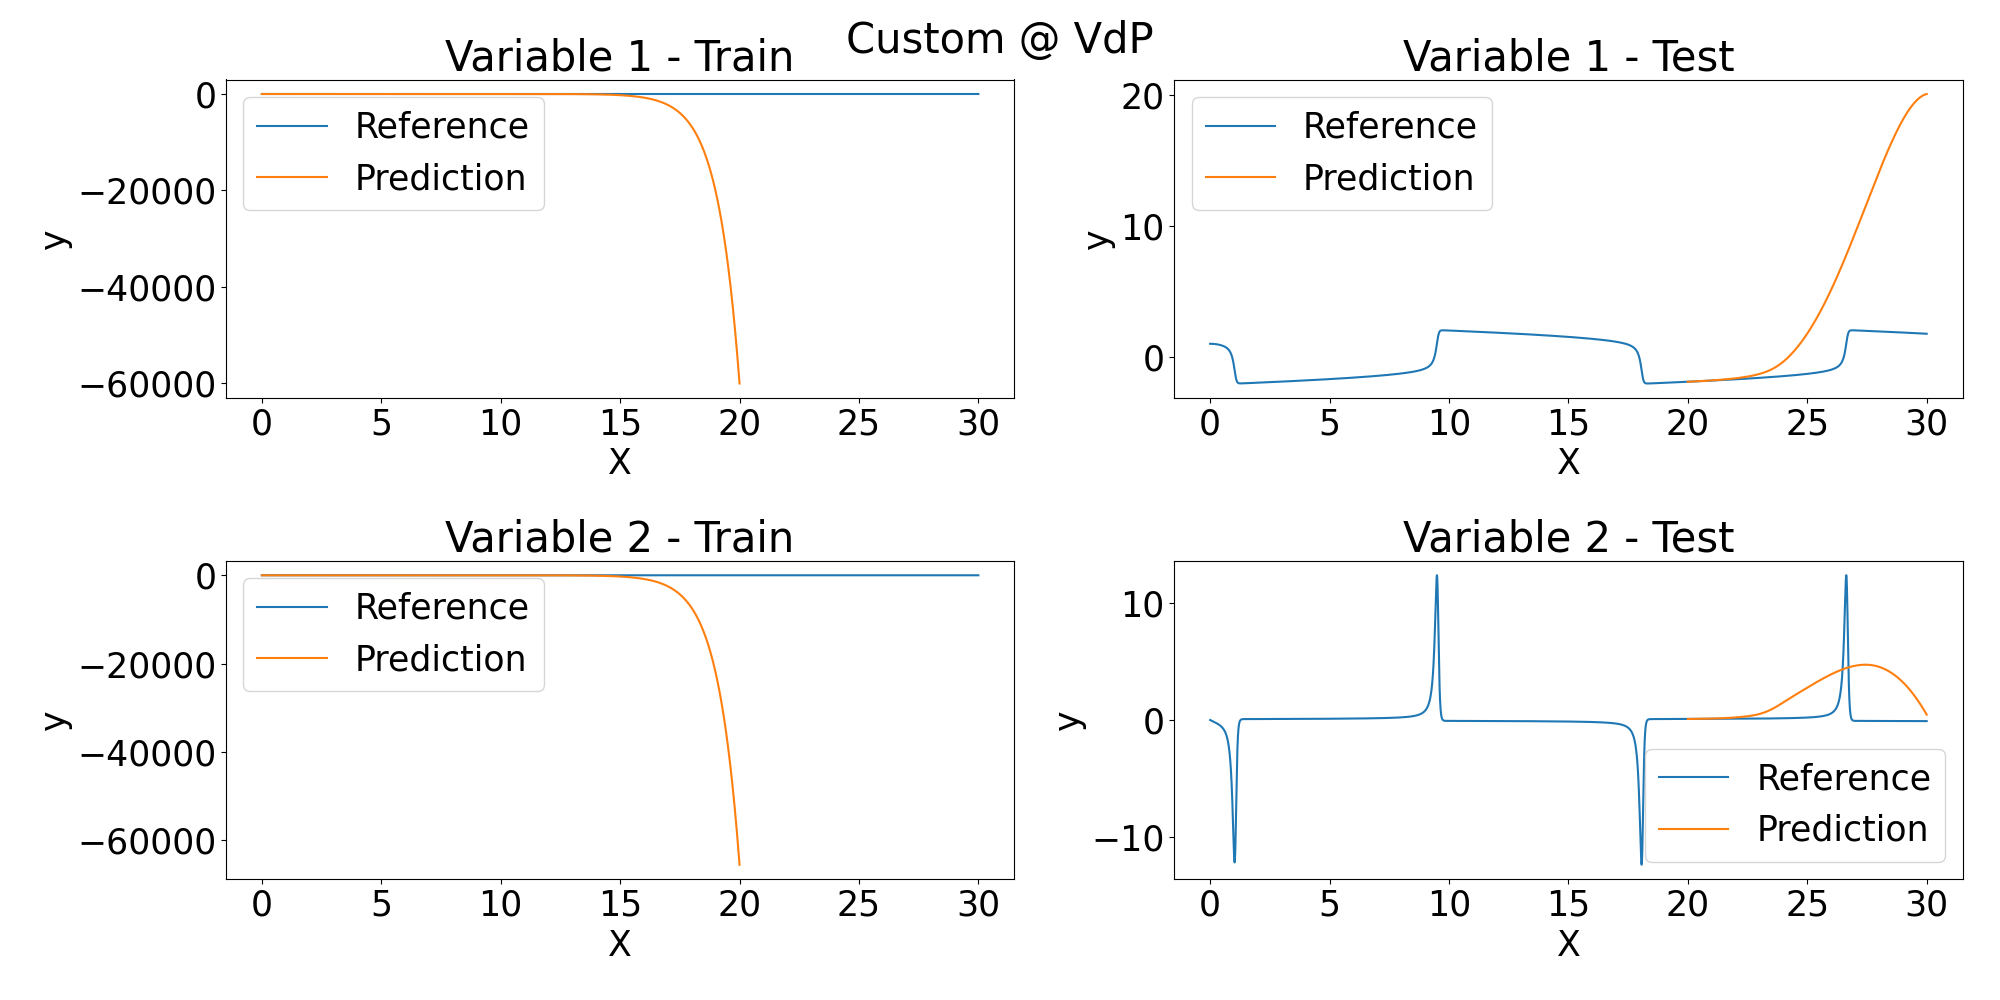 Custom @ VdP
Variable 1 - Train
0
−20000
−40000
−60000
y
Reference
Prediction
0 5 10 15 20 25 30
X
Variable 1 - Test
20
10
0
y
Reference
Prediction
0 5 10 15 20 25 30
X
Variable 2 - Train
0
−20000
−40000
−60000
y
Reference
Prediction
0 5 10 15 20 25 30
X
Variable 2 - Test
10
0
−10
y
Reference
Prediction
0 5 10 15 20 25 30
X